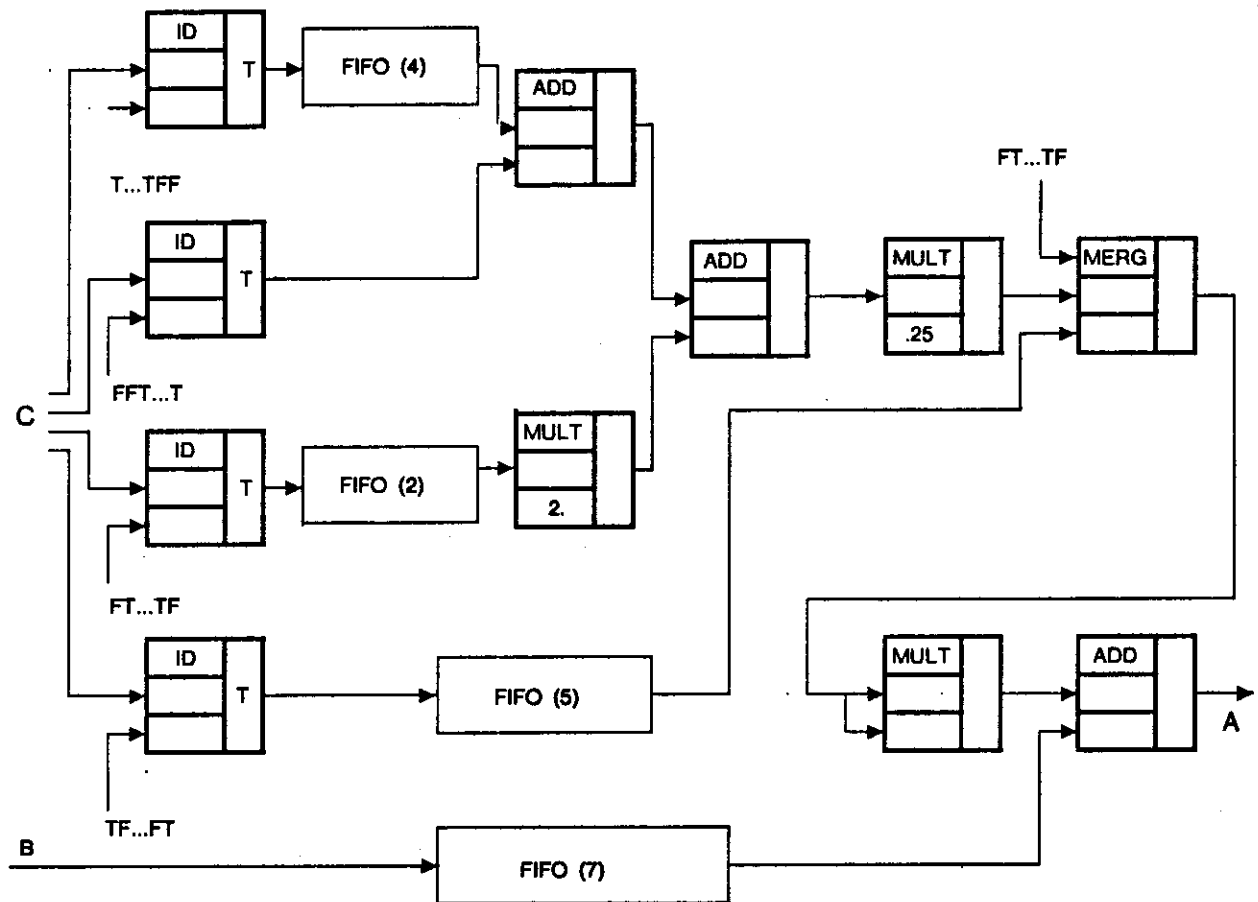 ID
T
FIFO (4)
ADD
T...TFF
FT...TF
ID
T
ADD
MULT
.25
MERG
FFT...T
C
ID
T
FIFO (2)
MULT
2.
FT...TF
ID
T
FIFO (5)
MULT
ADD
A
TF...FT
B
FIFO (7)